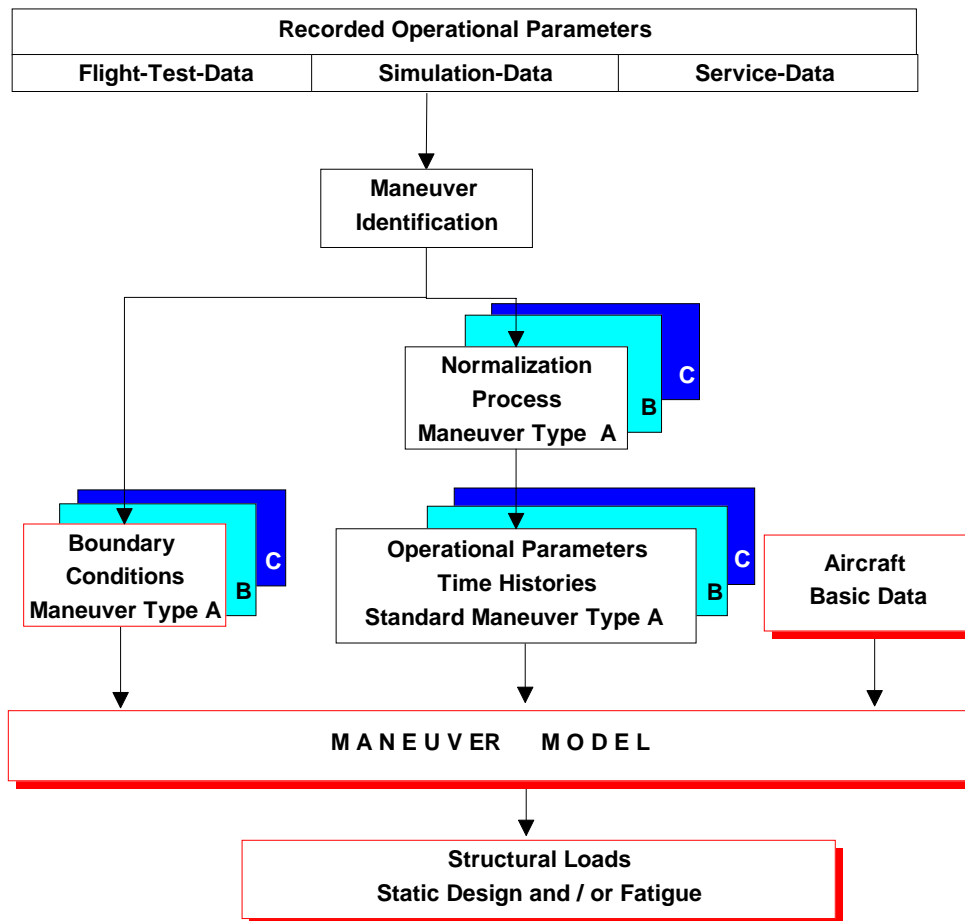 Recorded Operational Parameters
Flight-Test-Data Simulation-Data Service-Data
Maneuver
Identification
Normalization
Process
Maneuver Type A
B
C
Boundary
Conditions
Maneuver Type A
B
C
Operational Parameters
Time Histories
Standard Maneuver Type A
B
C
Aircraft
Basic Data
M A N E U V E R M O D E L
Structural Loads
Static Design and / or Fatigue